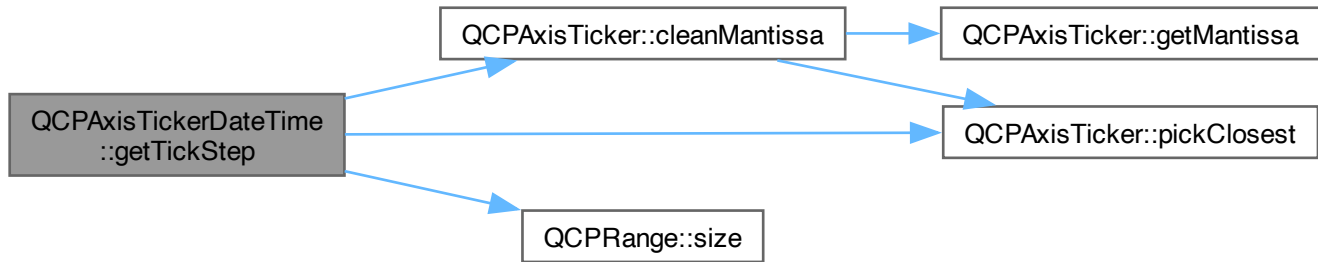 QCPAxisTickerDateTime
::getTickStep
QCPAxisTicker::cleanMantissa
QCPAxisTicker::getMantissa
QCPAxisTicker::pickClosest
QCPRange::size